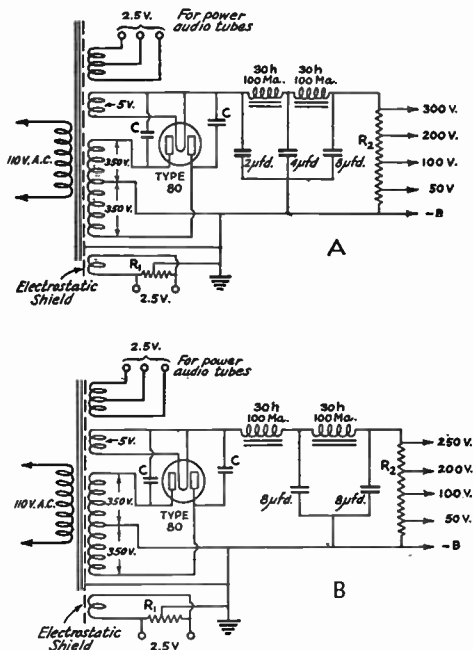 2.5V.
For power
audio tubes
30h
100 Ma.
30h
100 Ma.
5V.
C
C
110V. A.C.
350V.
350V.
TYPE
80
2μfd.
4μfd
8μfd.
R2
300 V.
200 V.
100 V.
50 V
-B
A
Electrostatic
Shield
R1
2.5 V.
2.5V.
For power
audio tubes
30h
100 Ma.
30h
100 Ma.
5V.
C
C
110V. A.C.
350V.
350V.
TYPE
80
8μfd.
8μfd.
R2
250 V.
200 V.
100 V.
50 V.
-B
B
Electrostatic
Shield
R1
2.5 V